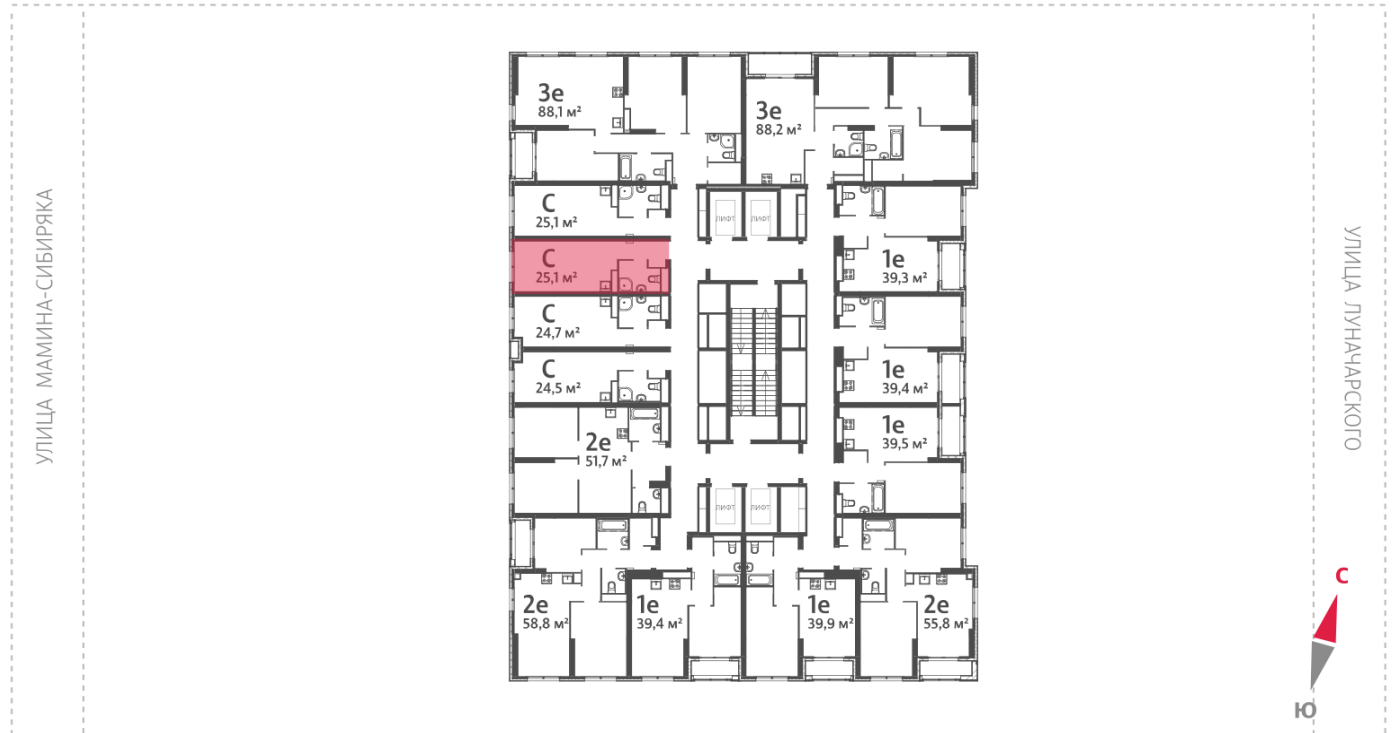 УЛИЦА МАМИНА-СИБИРЯКА
3е
88,1 м²
3е
88,2 м²
С
25,1 м²
ЛИФТ
ЛИФТ
С
25,1 м²
1е
39,3 м²
С
24,7 м²
С
24,5 м²
1е
39,4 м²
2е
51,7 м²
1е
39,5 м²
ЛИФТ
ЛИФТ
2е
58,8 м²
1е
39,4 м²
1е
39,9 м²
2е
55,8 м²
УЛИЦА ЛУНАЧАРСКОГО
С
Ю